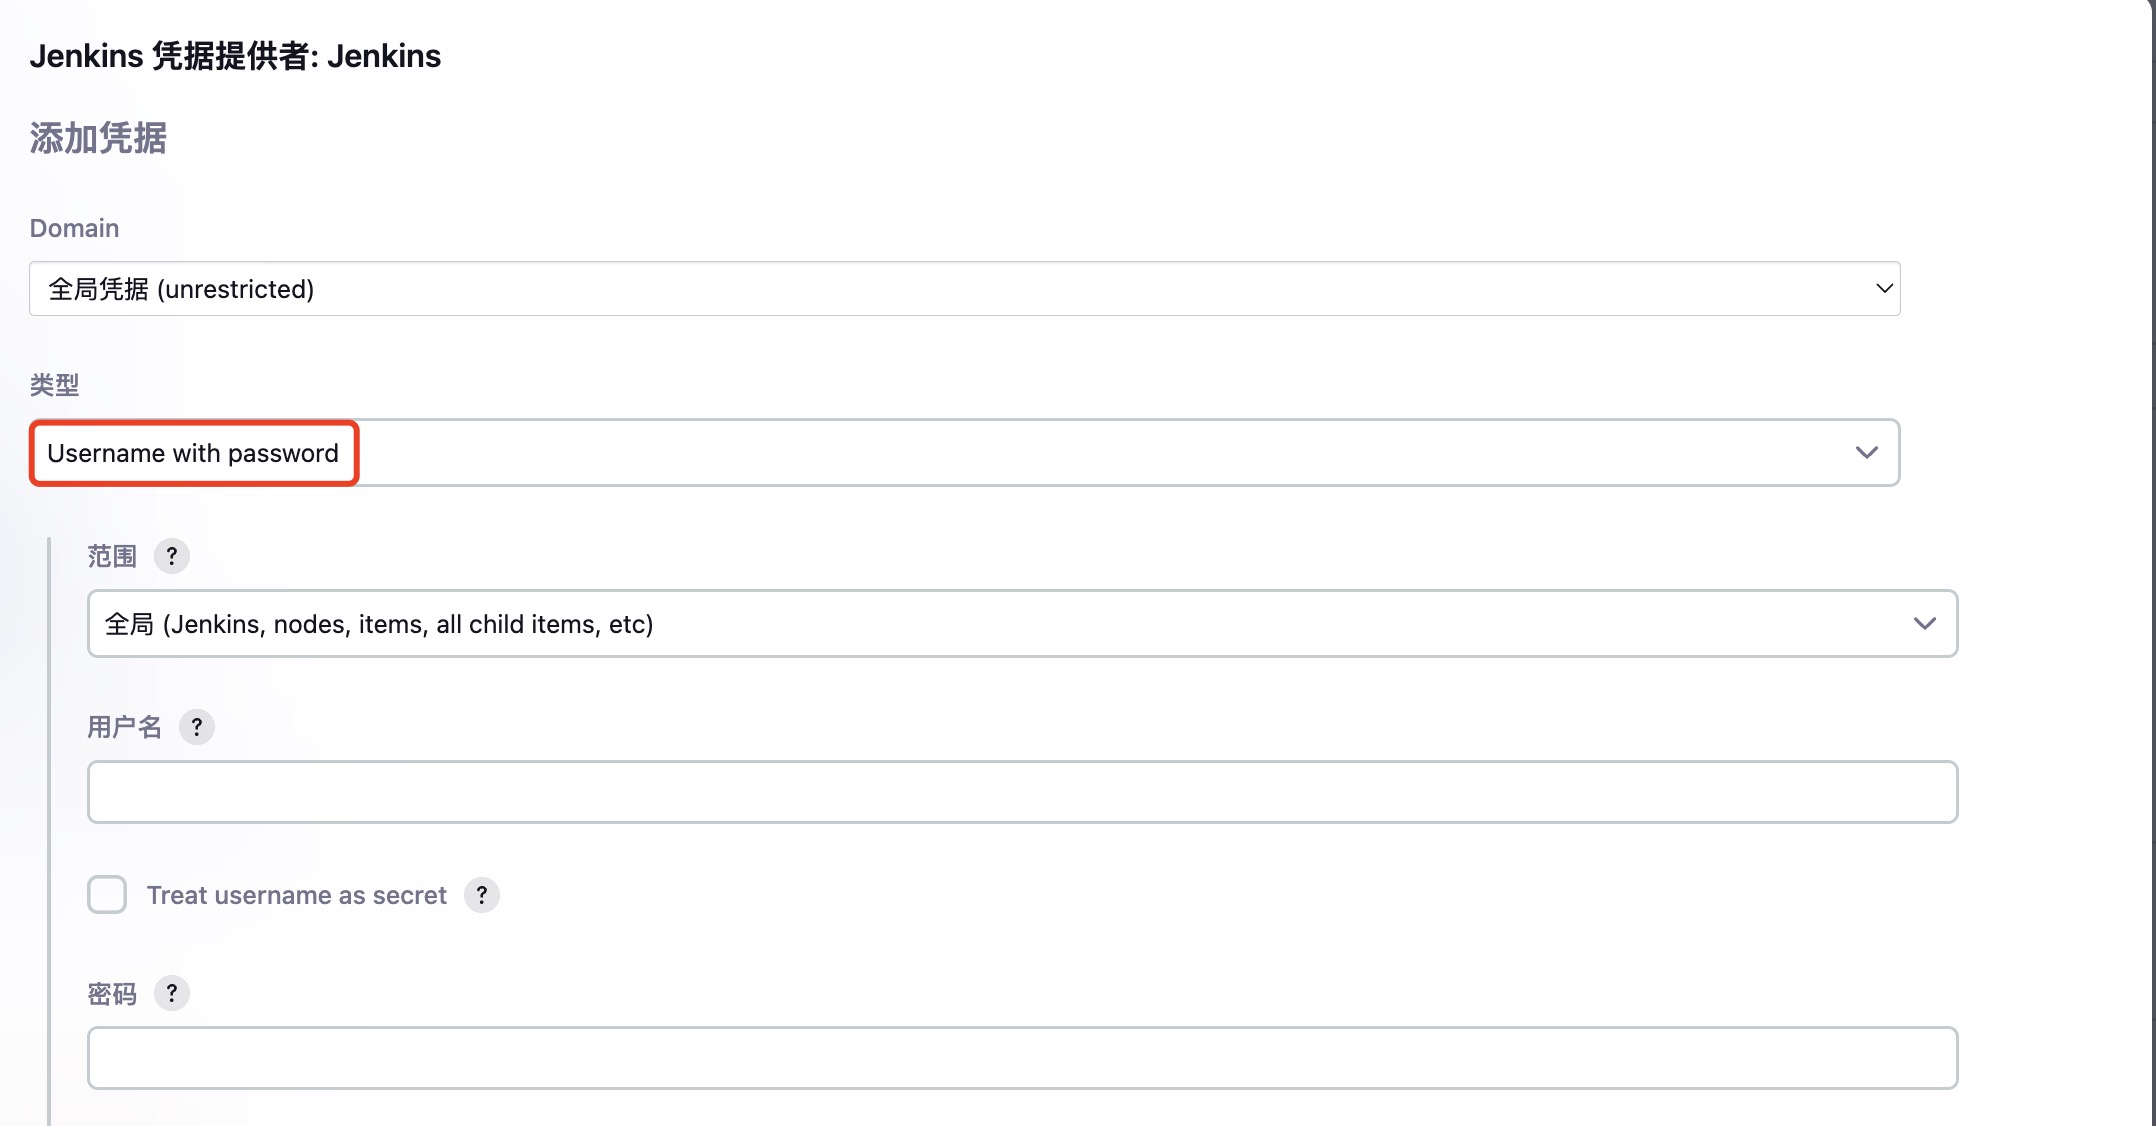 Jenkins 凭据提供者: Jenkins
添加凭据
Domain
全局凭据 (unrestricted)
类型
Username with password
范围 ?
全局 (Jenkins, nodes, items, all child items, etc)
用户名 ?
Treat username as secret ?
密码 ?